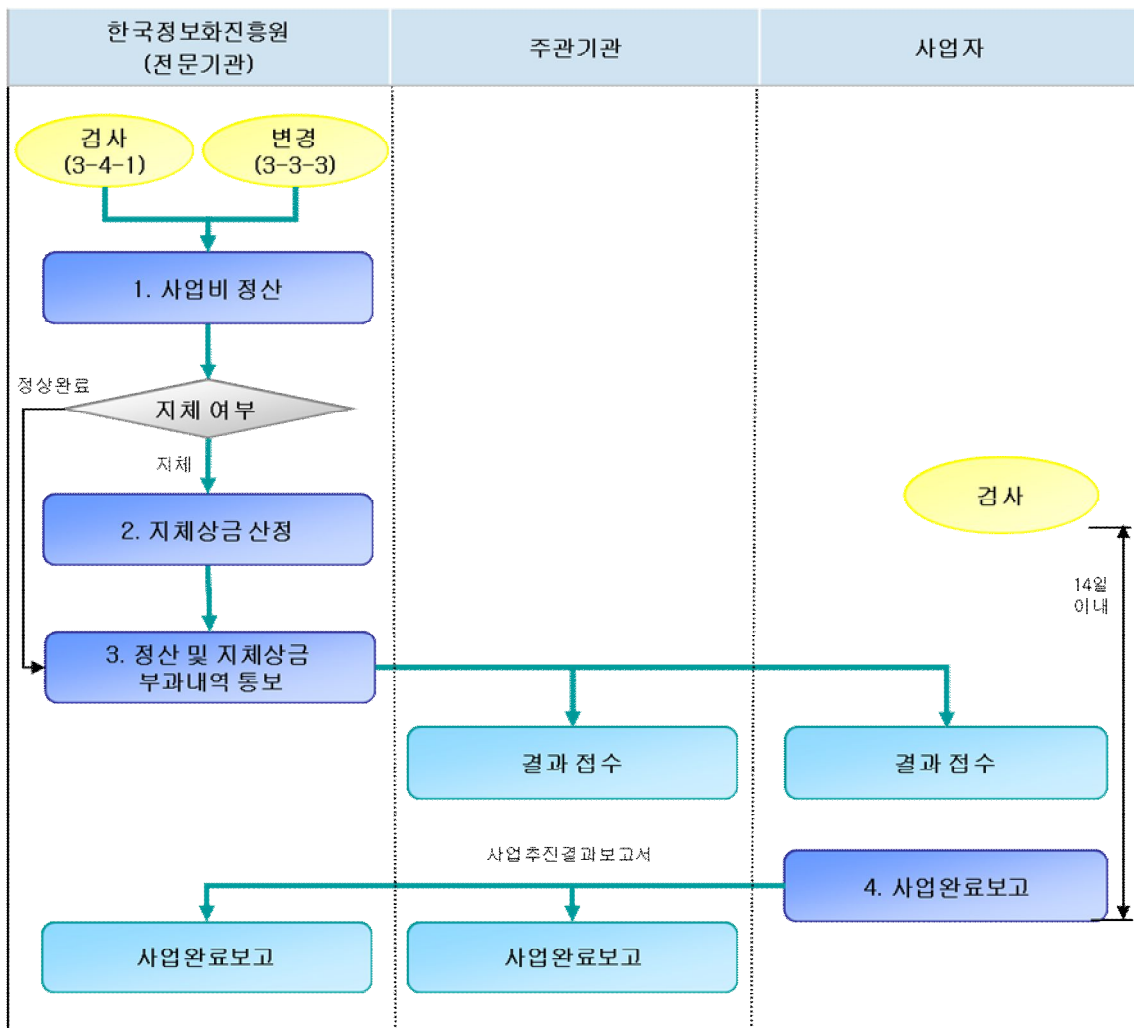 한국정보화진흥원
(전문기관)
주관기관
사업자
검사
(3-4-1)
변경
(3-3-3)
1. 사업비 정산
정상완료
지체 여부
지체
검사
2. 지체상금 산정
14일
이내
3. 정산 및 지체상금
부과내역 통보
결과 접수
결과 접수
사업추진결과보고서
4. 사업완료보고
사업완료보고
사업완료보고